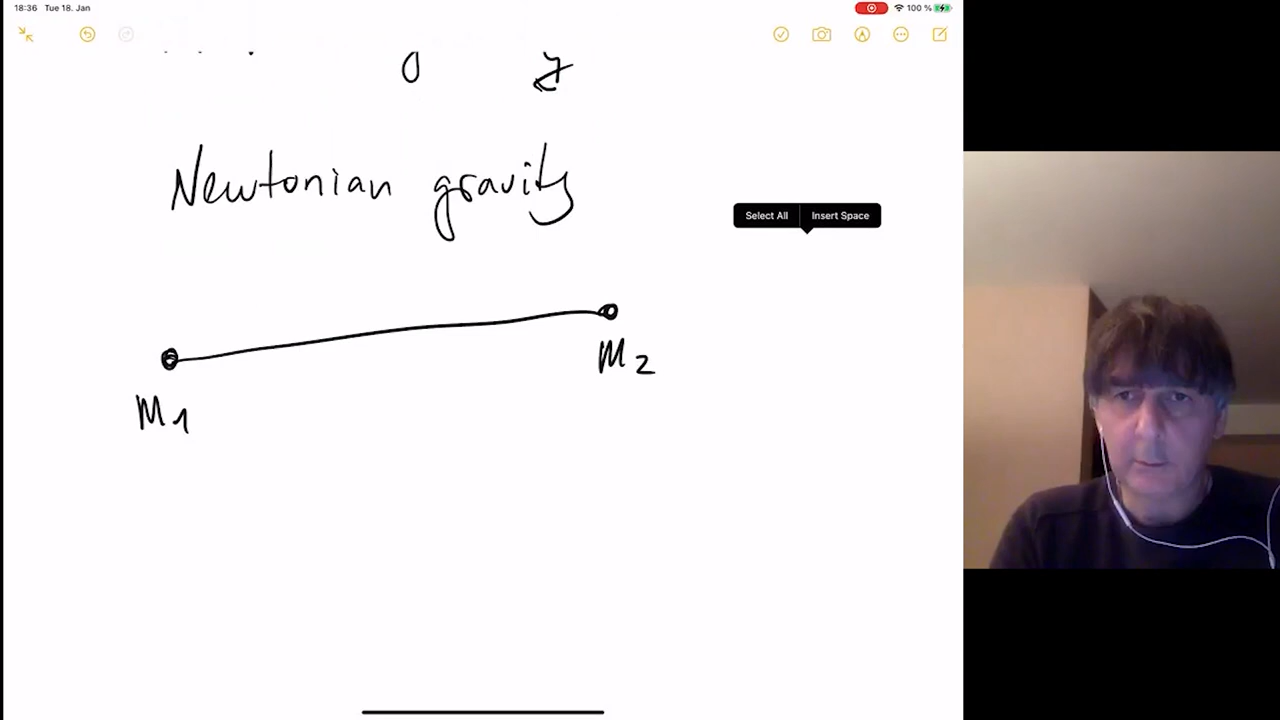 18:36 Tue 18. Jan 100 %
Newtonian gravity
Select All Insert Space
M2
M1